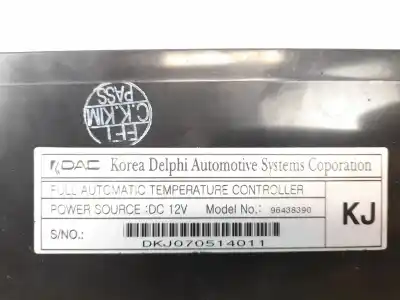 EFI
C.K.KIM
PASS
KDAC Korea Delphi Automotive Systems Coporation
FULL AUTOMATIC TEMPERATURE CONTROLLER
POWER SOURCE :DC 12V Model No.: 96438390
KJ
S/NO.:
DKJ070514011